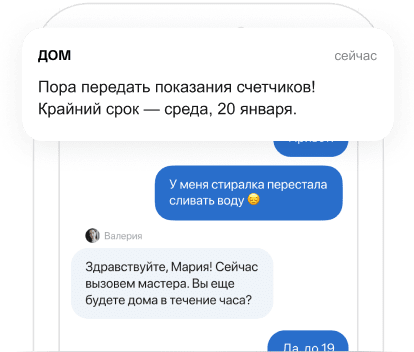 ДОМ
сейчас
Пора передать показания счетчиков!
Крайний срок — среда, 20 января.
У меня стиралка перестала
сливать воду 😔
Валерия
Здравствуйте, Мария! Сейчас
вызовем мастера. Вы еще
будете дома в течение часа?
Да, до 19